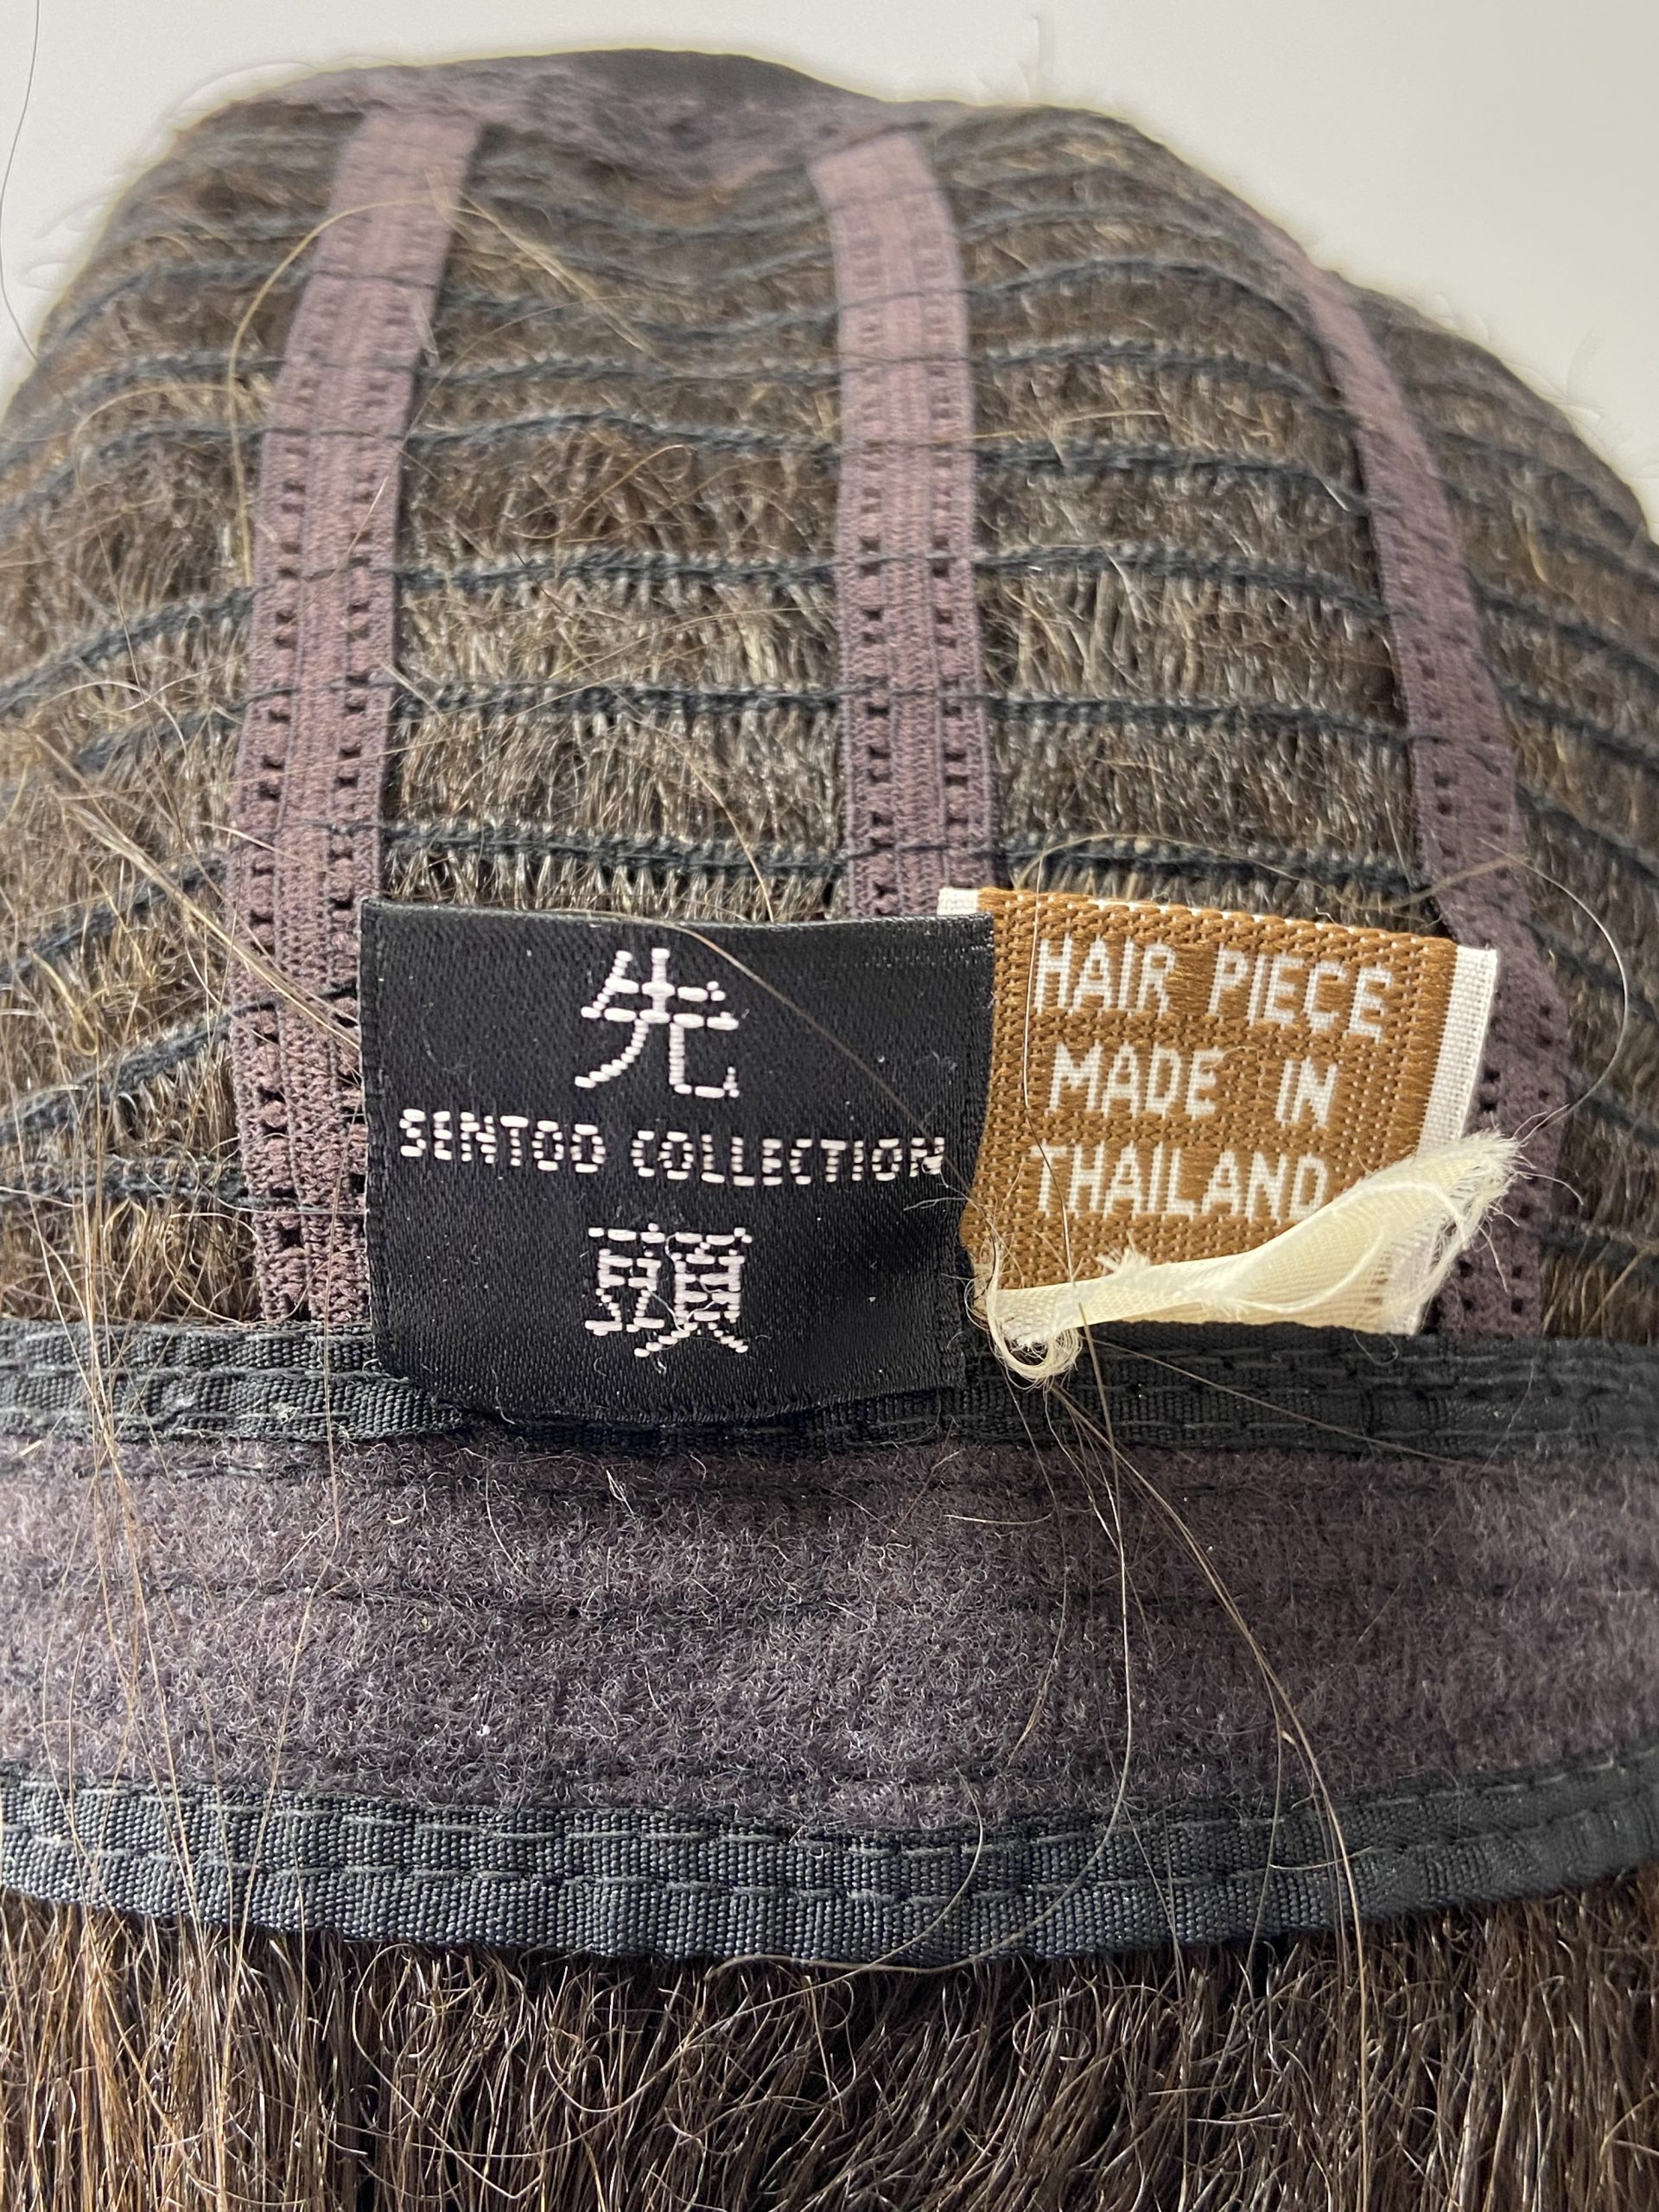 先
SENTOO COLLECTION
頭
HAIR PIECE
MADE IN
THAILAND